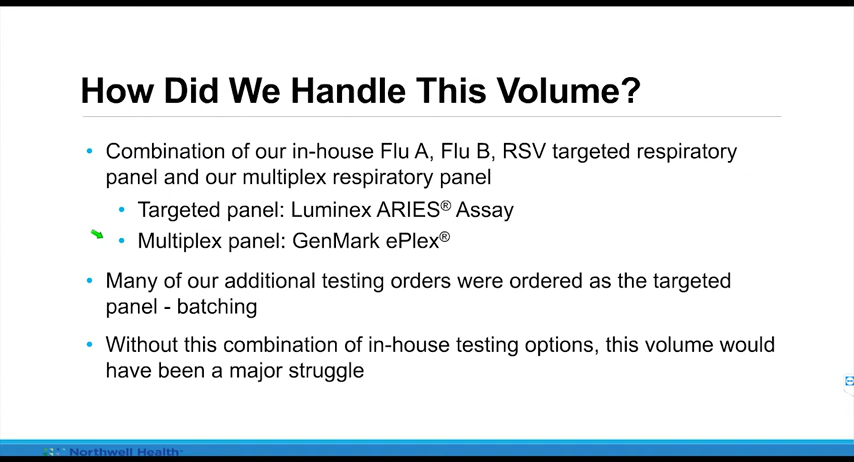 How Did We Handle This Volume?
• Combination of our in-house Flu A, Flu B, RSV targeted respiratory
panel and our multiplex respiratory panel
• Targeted panel: Luminex ARIES® Assay
• Multiplex panel: GenMark ePlex®
• Many of our additional testing orders were ordered as the targeted
panel - batching
• Without this combination of in-house testing options, this volume would
have been a major struggle
Northwell Health